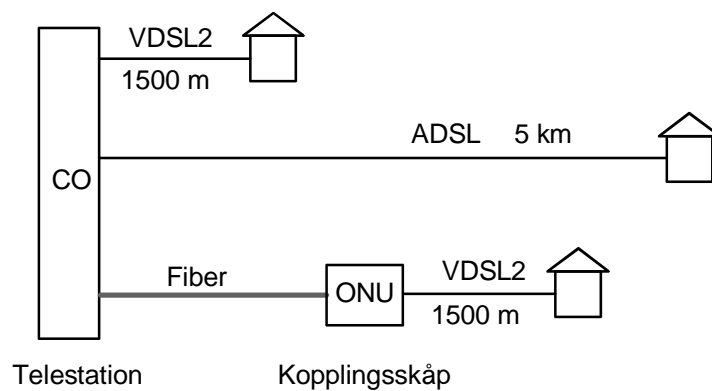 VDSL2
1500 m
ADSL 5 km
CO
Fiber
ONU
VDSL2
1500 m
Telestation
Kopplingsskåp